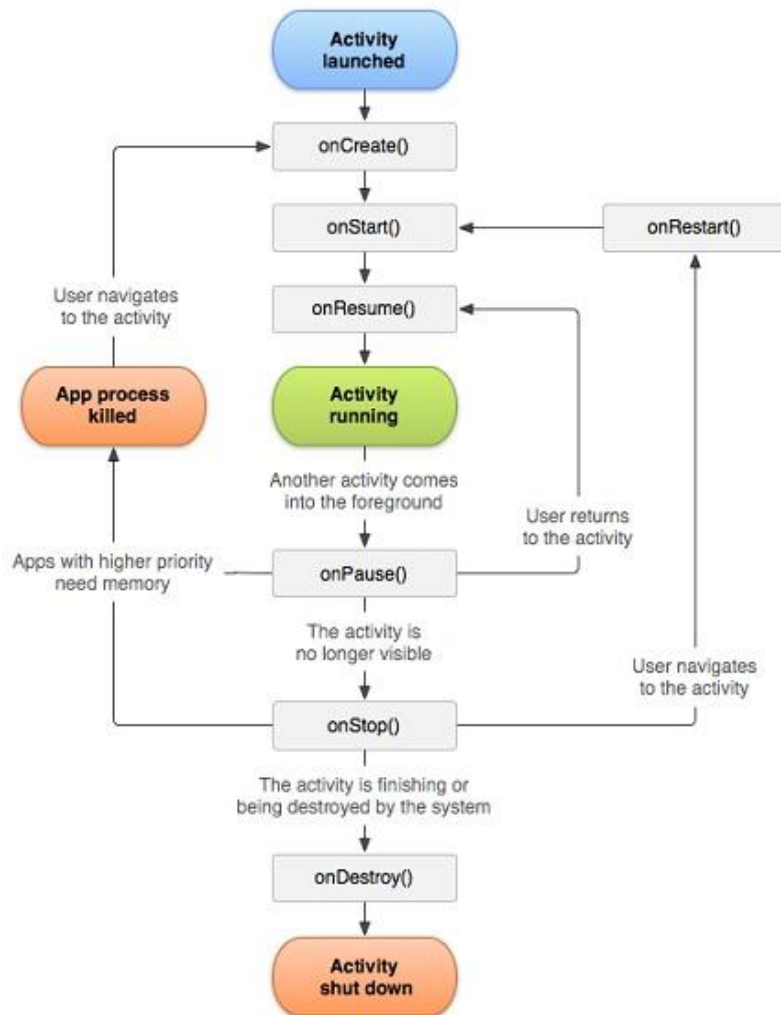 Activity
launched
onCreate()
onStart()
onRestart()
onResume()
User navigates
to the activity
App process
killed
Activity
running
Another activity comes
into the foreground
User returns
to the activity
Apps with higher priority
need memory
onPause()
The activity is
no longer visible
User navigates
to the activity
onStop()
The activity is finishing or
being destroyed by the system
onDestroy()
Activity
shut down